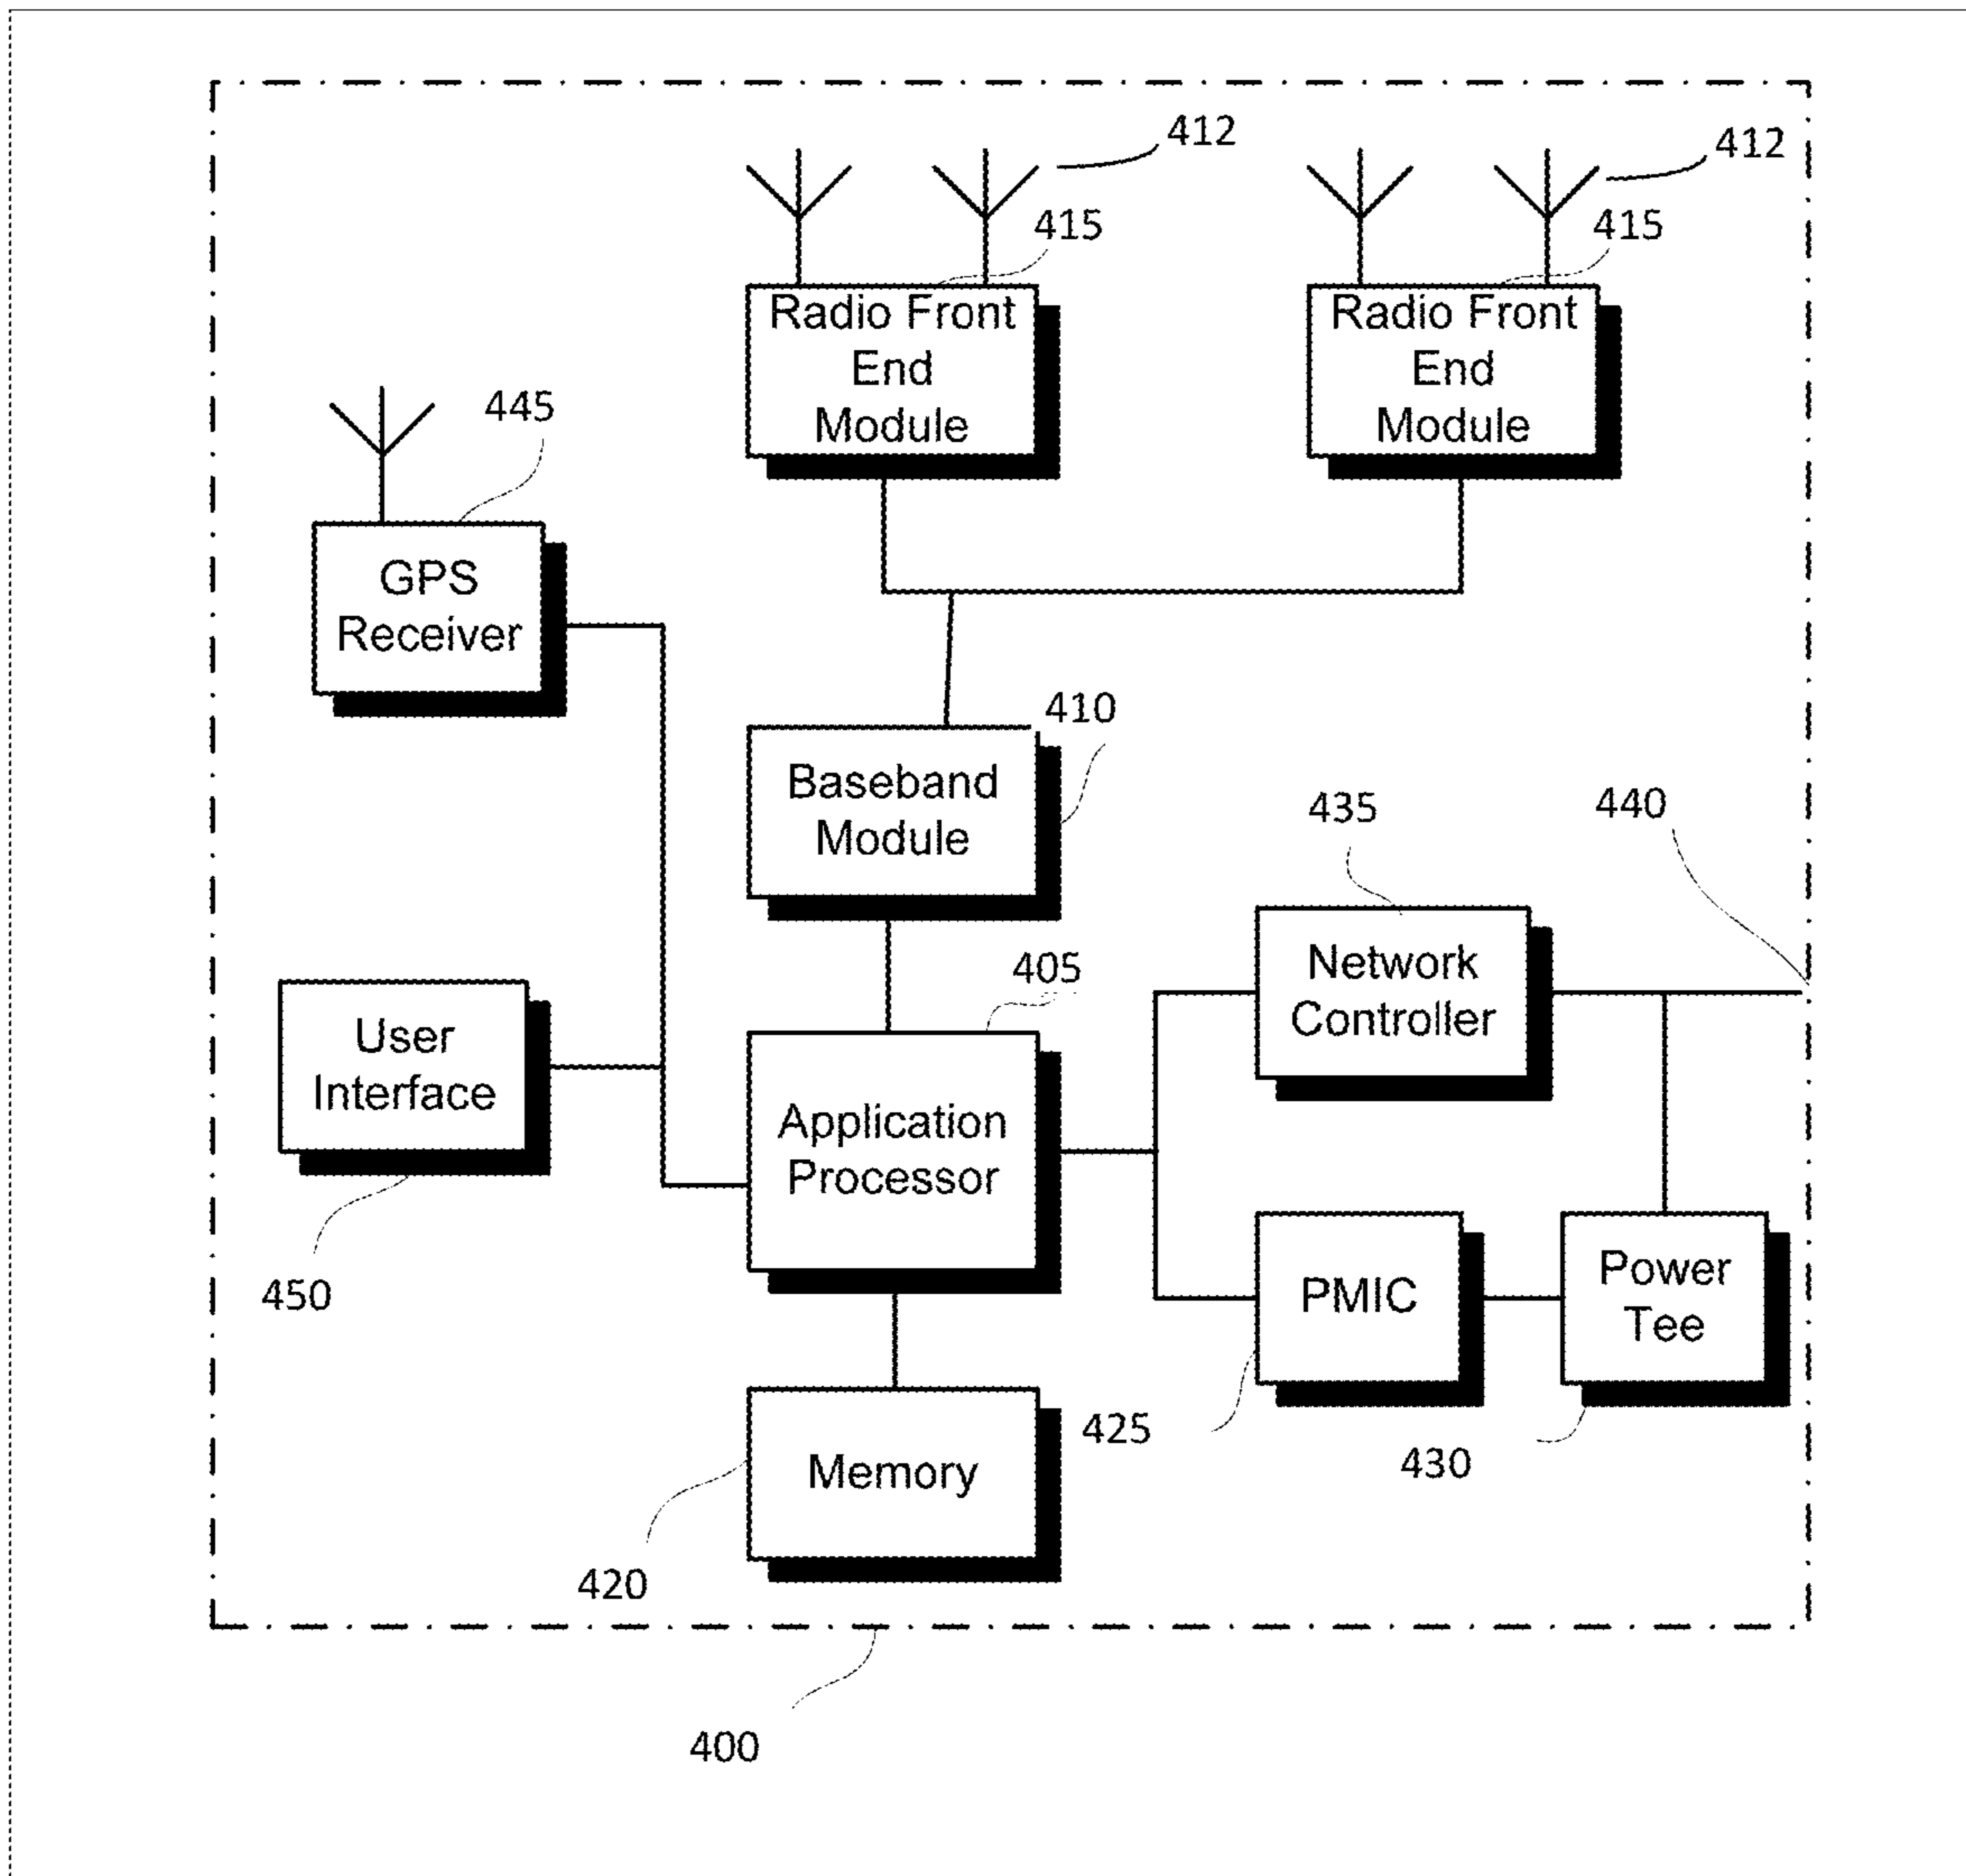 412
412
415
415
Radio Front
End
Module
Radio Front
End
Module
445
GPS
Receiver
410
Baseband
Module
435
440
Network
Controller
405
User
Interface
Application
Processor
450
PMIC
Power
Tee
425
430
Memory
420
400